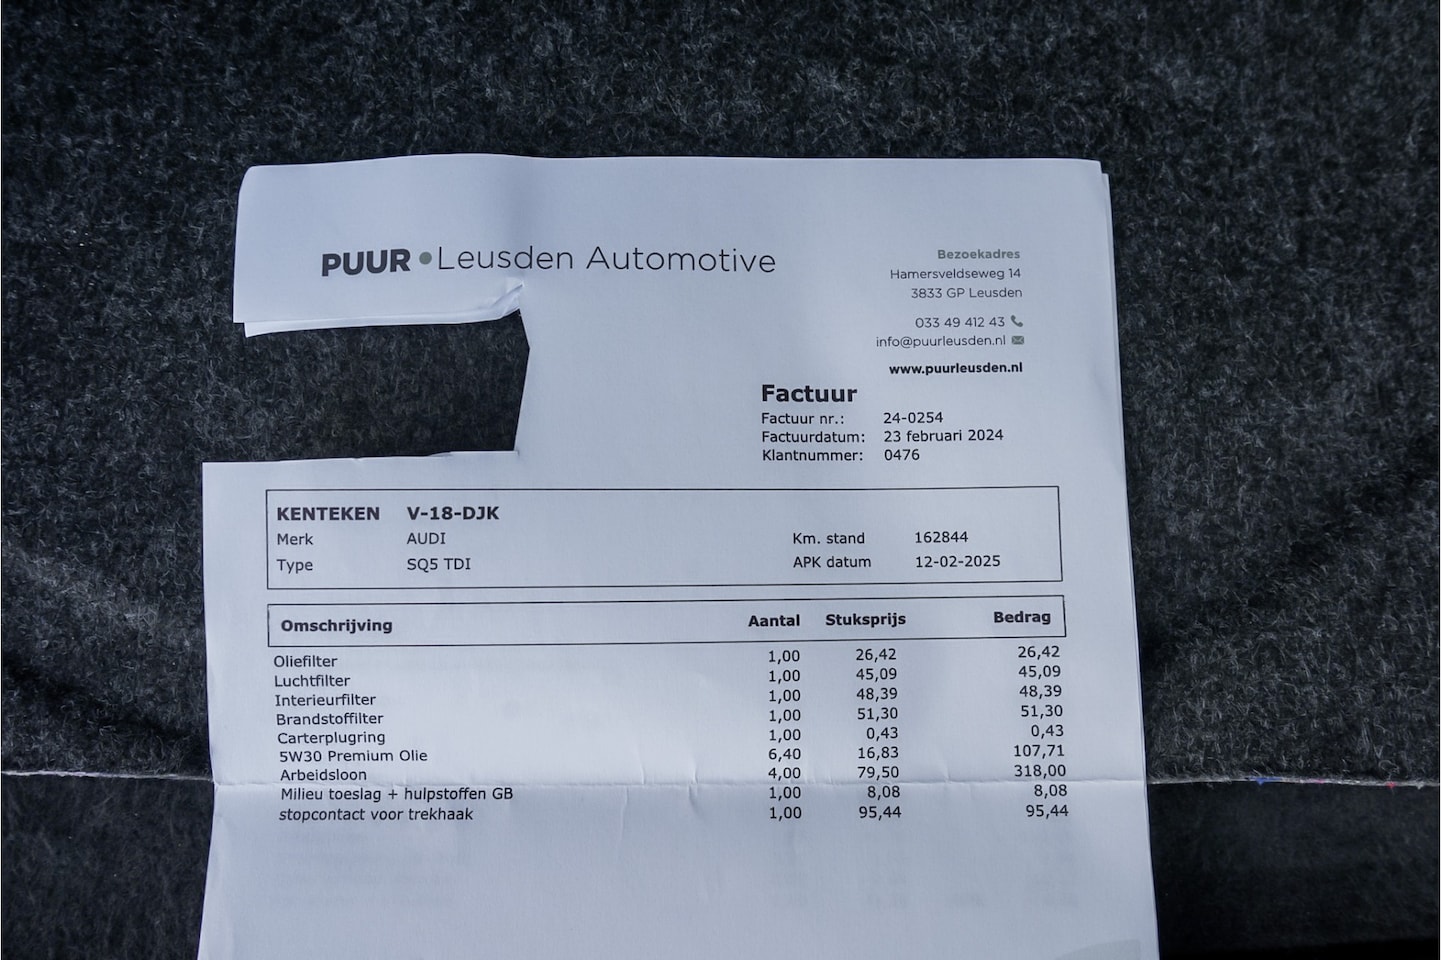 PUUR • Leusden Automotive
Bezoekadres
Hamersveldseweg 14
3833 GP Leusden
033 49 412 43
info@puurleusden.nl
www.puurleusden.nl
Factuur
Factuur nr.: 24-0254
Factuurdatum: 23 februari 2024
Klantnummer: 0476
KENTEKEN V-18-DJK
Merk AUDI Km. stand 162844
Type SQ5 TDI APK datum 12-02-2025
Omschrijving Aantal Stuksprijs Bedrag
Oliefilter 1,00 26,42 26,42
Luchtfilter 1,00 45,09 45,09
Interieurfilter 1,00 48,39 48,39
Brandstoffilter 1,00 51,30 51,30
Carterplugring 1,00 0,43 0,43
5W30 Premium Olie 6,40 16,83 107,71
Arbeidsloon 4,00 79,50 318,00
Milieu toeslag + hulpstoffen GB 1,00 8,08 8,08
stopcontact voor trekhaak 1,00 95,44 95,44